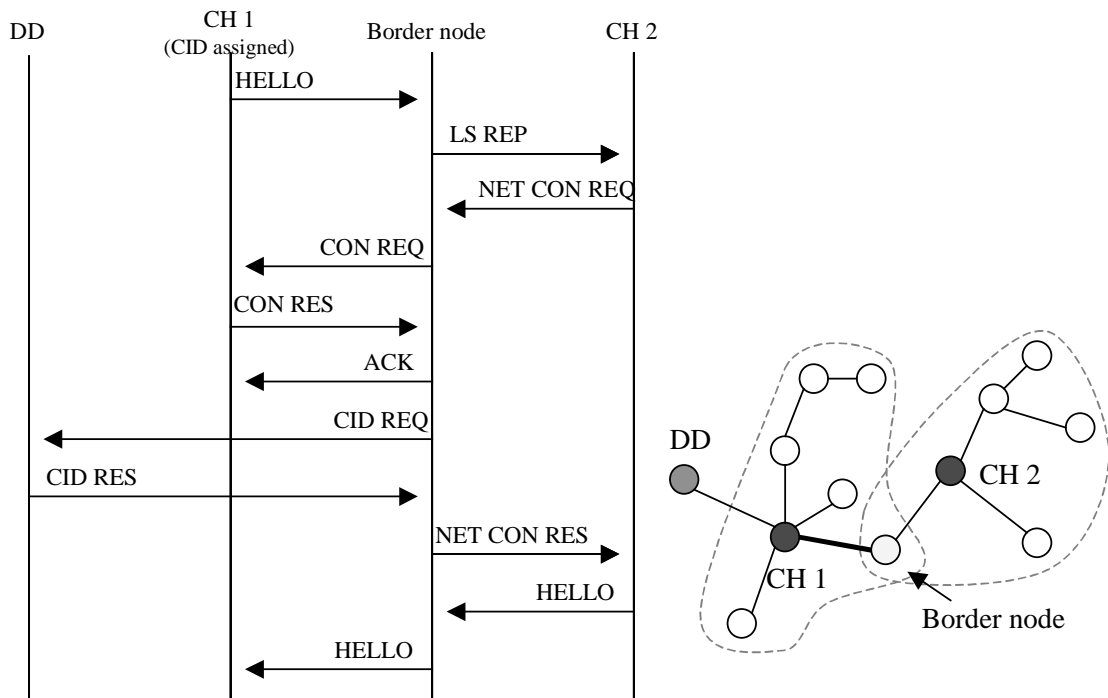 DD
CH 1
(CID assigned)
Border node
CH 2
HELLO
LS REP
NET CON REQ
CON REQ
CON RES
ACK
CID REQ
CID RES
NET CON RES
HELLO
HELLO
DD
CH 1
CH 2
Border node